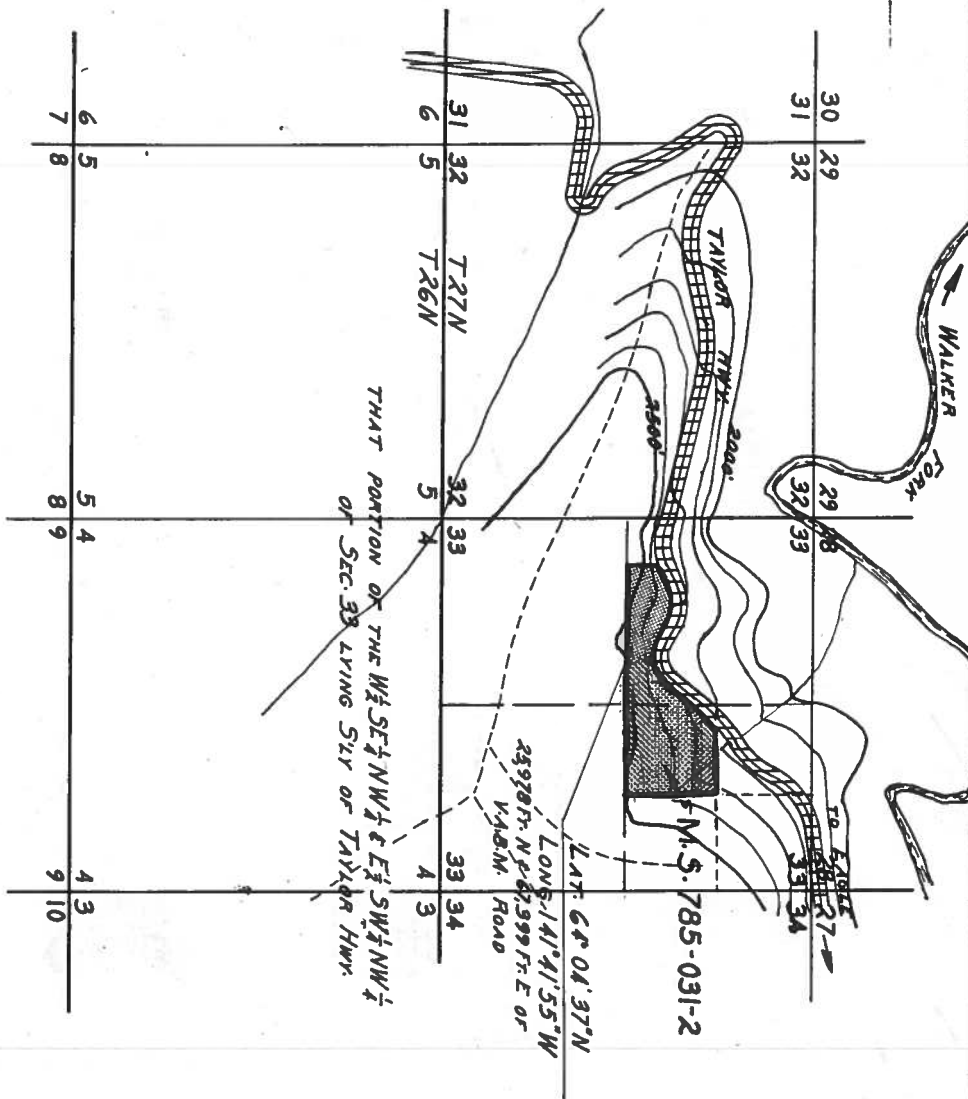 WALKER FORK
TO EAGLE
30 29
31 32
29 28
32 33
27
33 34
TAYLOR HWY.
2000'
2500'
M.S. 785-031-2
LAT. 64° 04' 37" N
LONG. 141° 41' 55" W
FT. N & FT. E OF
V.A.B.M. ROAD
T27N
T26N
31 32
6 5
32 33
5 4
33 34
4 3
THAT PORTION OF THE W½ SE¼ NW¼ & E½ SW¼ NW¼
OF SEC. 33 LYING S'LY OF TAYLOR HWY.
6 5
7 8
5 4
8 9
4 3
9 10